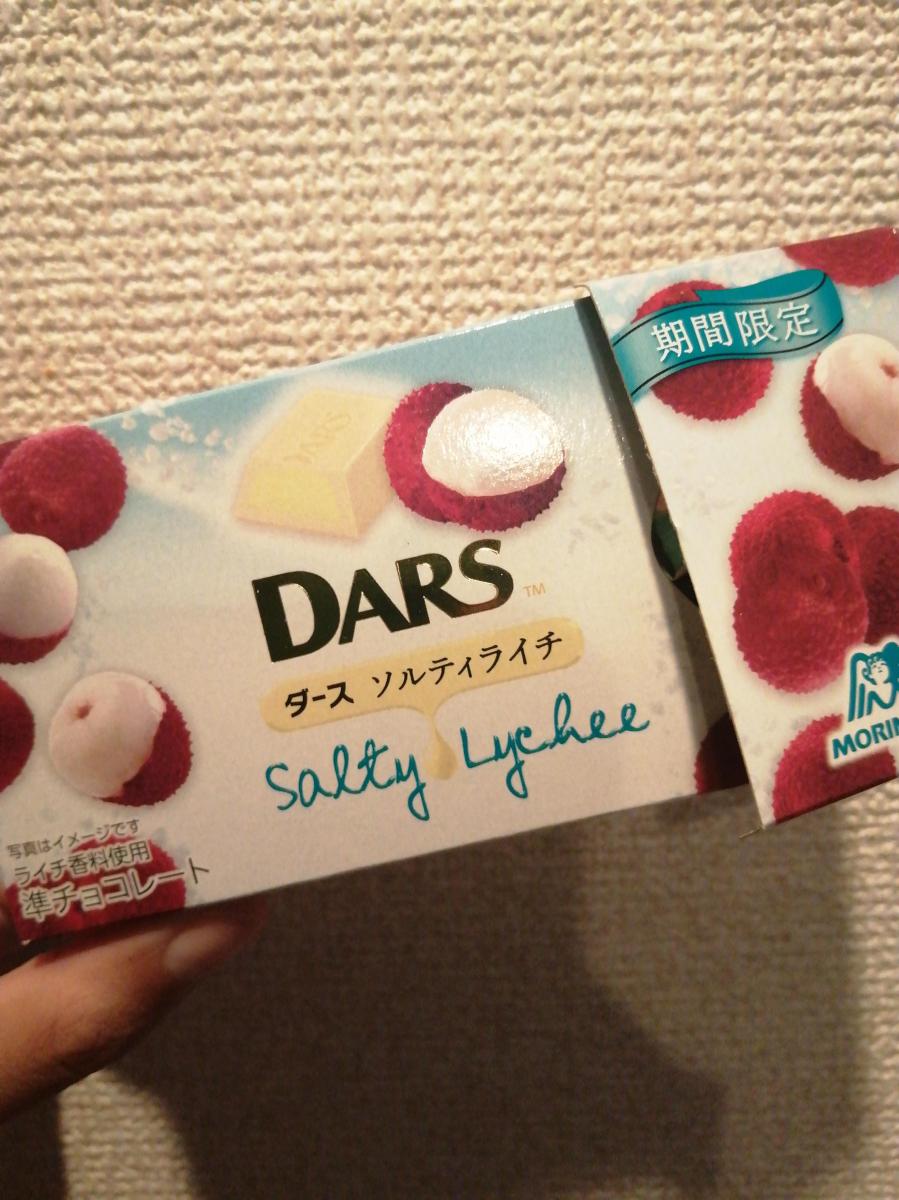 期間限定
DARS
DARS™
ダース ソルティライチ
Salty Lychee
写真はイメージです
ライチ香料使用
準チョコレート